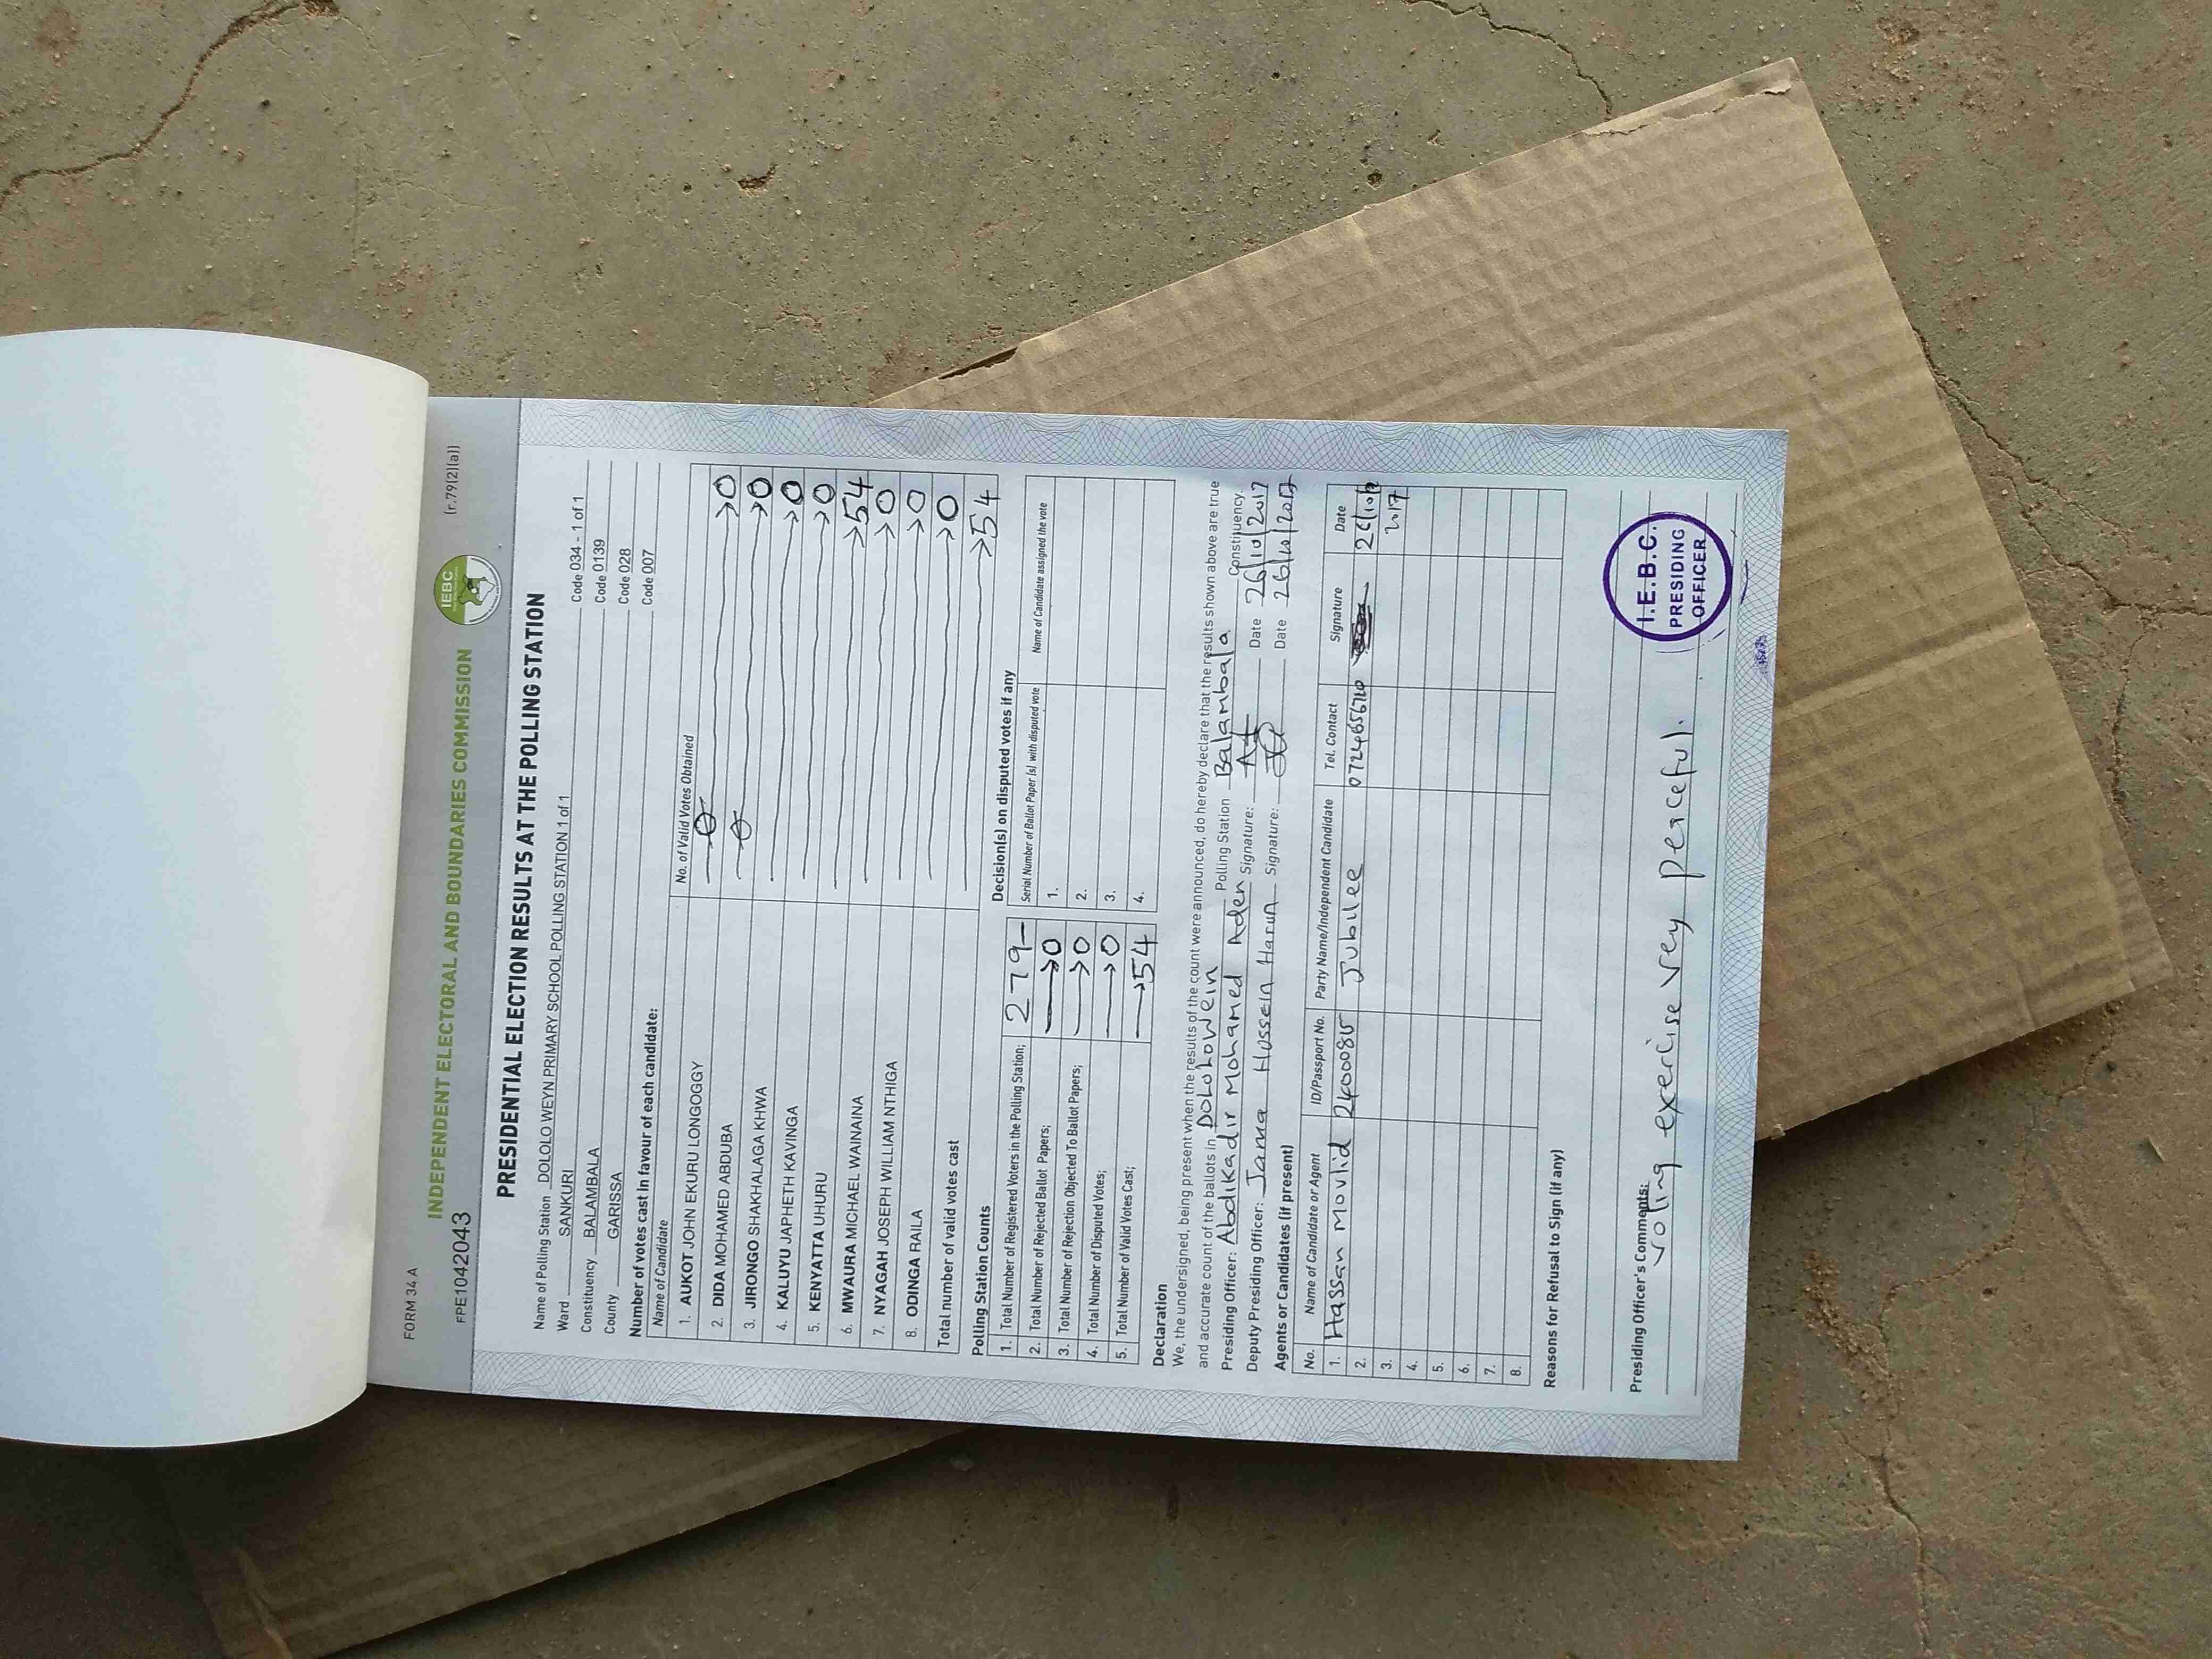 FORM 34 A
(r.79(2)(a))
INDEPENDENT ELECTORAL AND BOUNDARIES COMMISSION
IEBC
FPE1042043
PRESIDENTIAL ELECTION RESULTS AT THE POLLING STATION
Name of Polling Station DOLOLO WEYN PRIMARY SCHOOL POLLING STATION 1 of 1 Code 034 - 1 of 1
Ward SANKURI Code 0139
Constituency BALAMBALA Code 028
County GARISSA Code 007
Number of votes cast in favour of each candidate:
Name of Candidate No. of Valid Votes Obtained
1. AUKOT JOHN EKURU LONGOGGY 0
2. DIDA MOHAMED ABDUBA 0
3. JIRONGO SHAKHALAGA KHWA 0
4. KALUYU JAPHETH KAVINGA 0
5. KENYATTA UHURU 54
6. MWAURA MICHAEL WAINAINA 0
7. NYAGAH JOSEPH WILLIAM NTHIGA 0
8. ODINGA RAILA 0
Total number of valid votes cast 54
Polling Station Counts
1. Total Number of Registered Voters in the Polling Station; 279
2. Total Number of Rejected Ballot Papers; 0
3. Total Number of Rejection Objected To Ballot Papers; 0
4. Total Number of Disputed Votes; 0
5. Total Number of Valid Votes Cast; 54
Decision(s) on disputed votes if any
Serial Number of Ballot Paper (s) with disputed vote Name of Candidate assigned the vote
1.
2.
3.
4.
Declaration
We, the undersigned, being present when the results of the count were announced, do hereby declare that the results shown above are true
and accurate count of the ballots in DoLoLoWEIN Polling Station Balambala Constituency.
Presiding Officer: Abdikadir Mohamed Aden Signature: Date 26/10/2017
Deputy Presiding Officer: Jama Hussein Harun Signature: Date 26/10/2017
Agents or Candidates (if present)
No. Name of Candidate or Agent ID/Passport No. Party Name/Independent Candidate Tel. Contact Signature Date
1. Hassan Movlid Jubilee 26/10/
2. 2017
3.
4.
5.
6.
7.
8.
Reasons for Refusal to Sign (if any)
Presiding Officer's Comments:
voting exercise vey perceful.
I.E.B.C.
PRESIDING
OFFICER